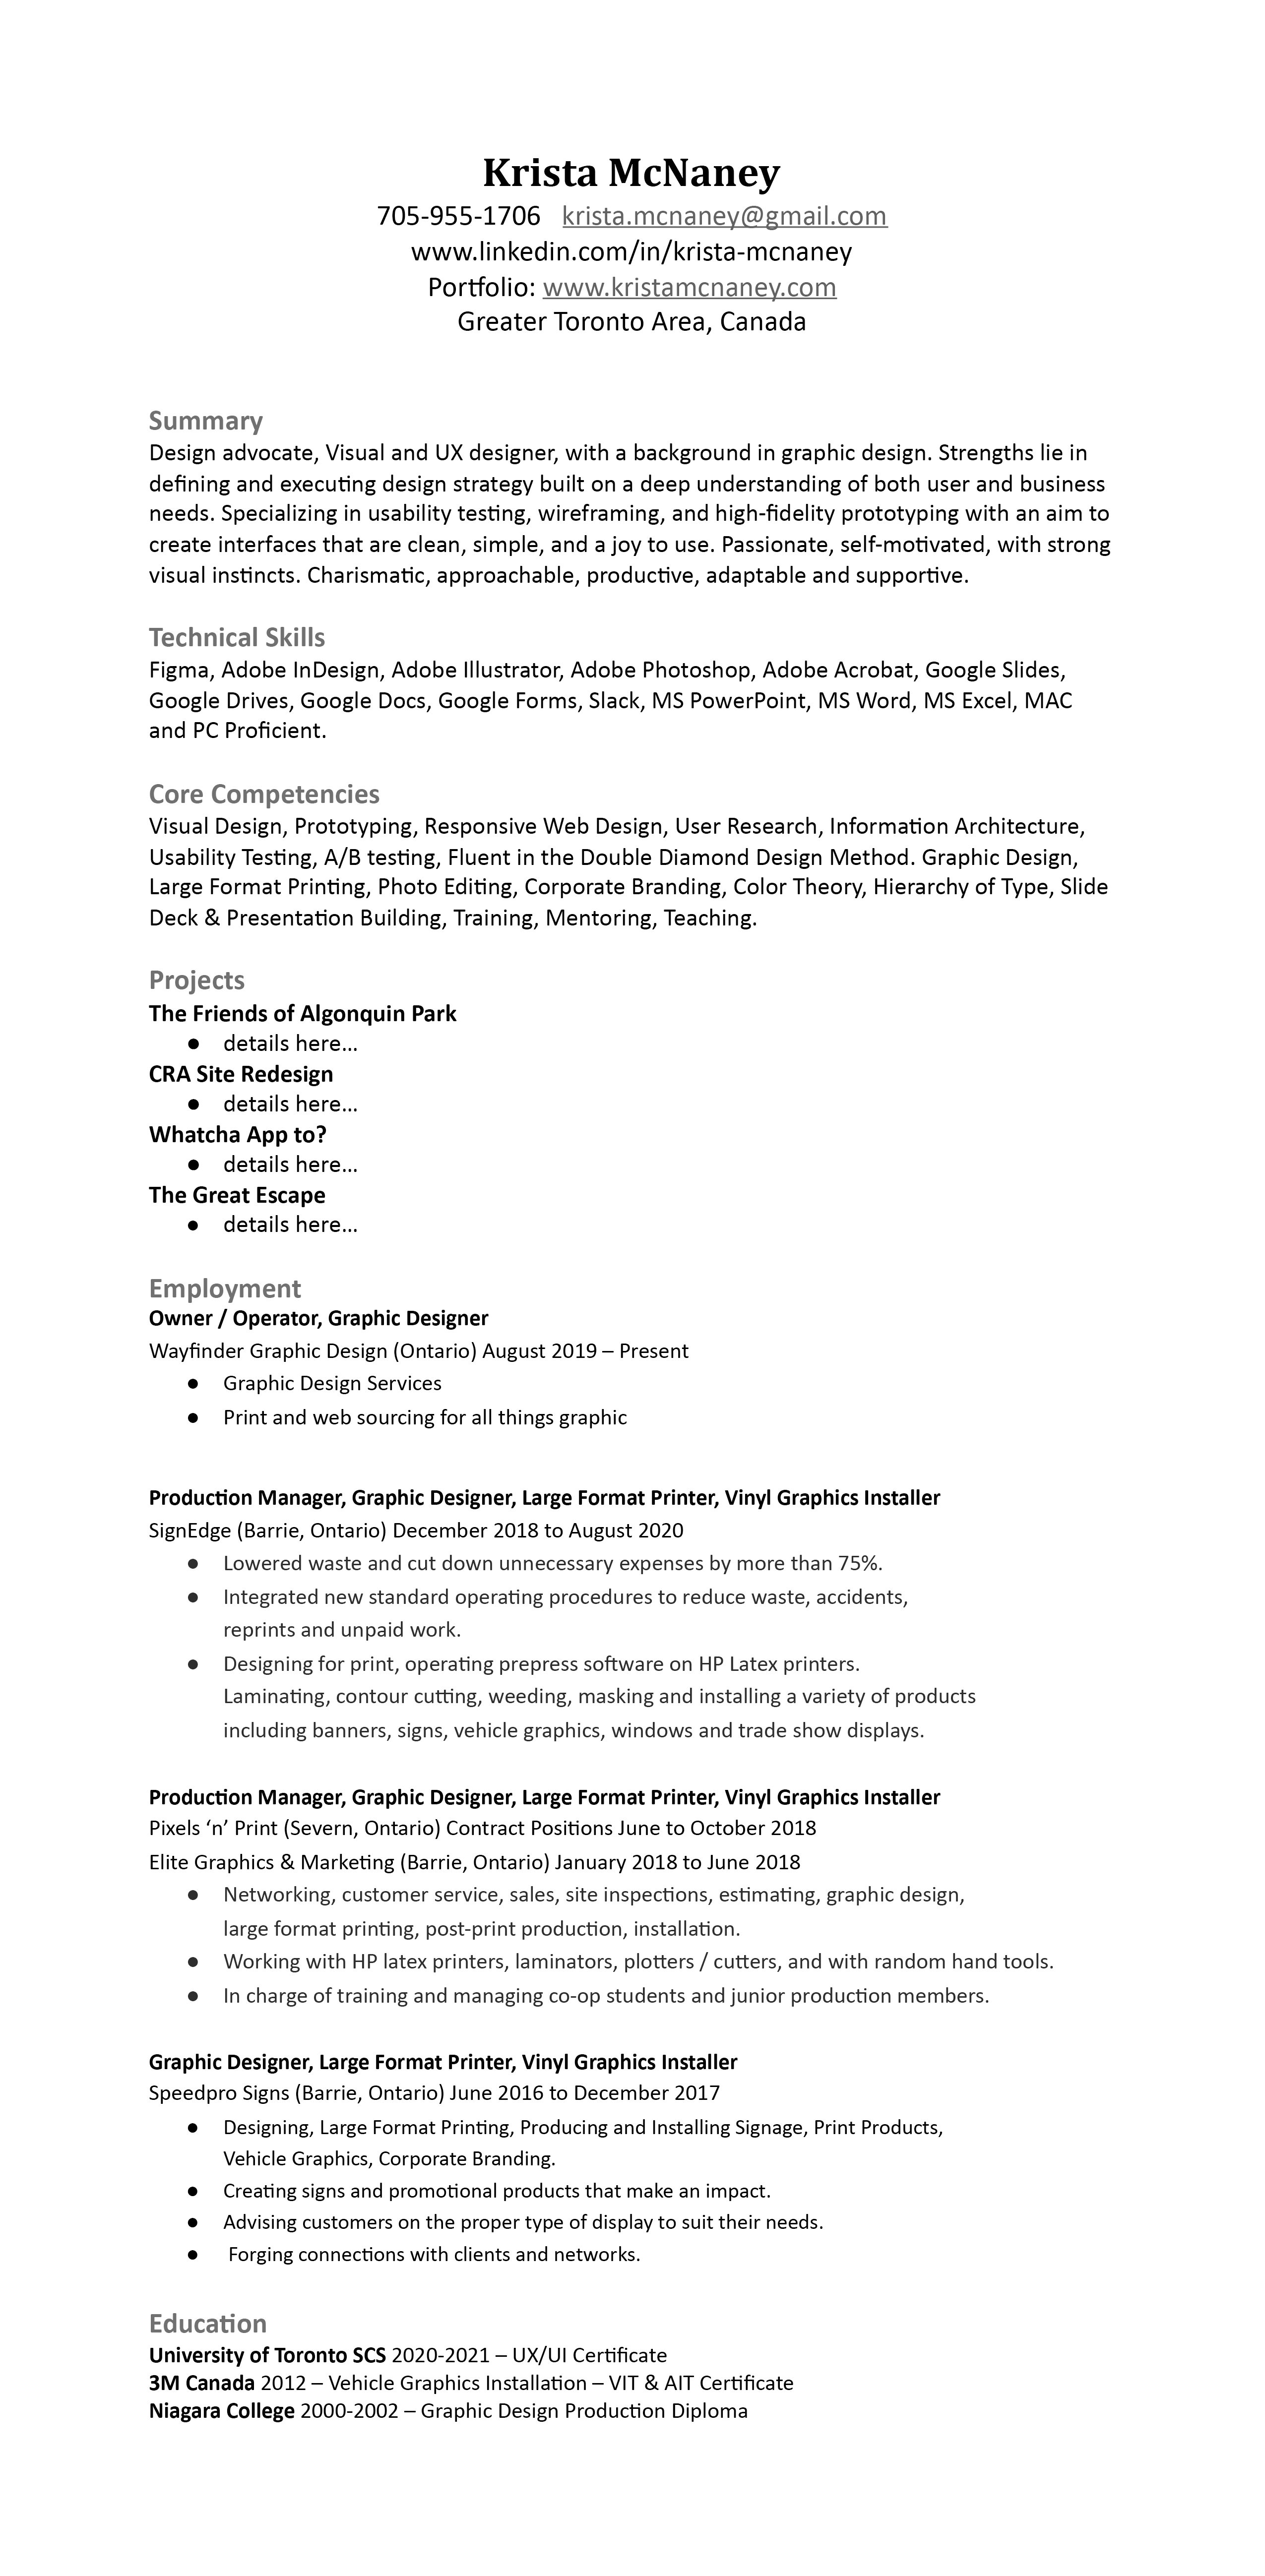 Krista McNaney
705-955-1706 krista.mcnaney@gmail.com
www.linkedin.com/in/krista-mcnaney
Portfolio: www.kristamcnaney.com
Greater Toronto Area, Canada
Summary
Design advocate, Visual and UX designer, with a background in graphic design. Strengths lie in
defining and executing design strategy built on a deep understanding of both user and business
needs. Specializing in usability testing, wireframing, and high-fidelity prototyping with an aim to
create interfaces that are clean, simple, and a joy to use. Passionate, self-motivated, with strong
visual instincts. Charismatic, approachable, productive, adaptable and supportive.
Technical Skills
Figma, Adobe InDesign, Adobe Illustrator, Adobe Photoshop, Adobe Acrobat, Google Slides,
Google Drives, Google Docs, Google Forms, Slack, MS PowerPoint, MS Word, MS Excel, MAC
and PC Proficient.
Core Competencies
Visual Design, Prototyping, Responsive Web Design, User Research, Information Architecture,
Usability Testing, A/B testing, Fluent in the Double Diamond Design Method. Graphic Design,
Large Format Printing, Photo Editing, Corporate Branding, Color Theory, Hierarchy of Type, Slide
Deck & Presentation Building, Training, Mentoring, Teaching.
Projects
The Friends of Algonquin Park
● details here...
CRA Site Redesign
● details here...
Whatcha App to?
● details here...
The Great Escape
● details here...
Employment
Owner / Operator, Graphic Designer
Wayfinder Graphic Design (Ontario) August 2019 – Present
● Graphic Design Services
● Print and web sourcing for all things graphic
Production Manager, Graphic Designer, Large Format Printer, Vinyl Graphics Installer
SignEdge (Barrie, Ontario) December 2018 to August 2020
● Lowered waste and cut down unnecessary expenses by more than 75%.
● Integrated new standard operating procedures to reduce waste, accidents,
reprints and unpaid work.
● Designing for print, operating prepress software on HP Latex printers.
Laminating, contour cutting, weeding, masking and installing a variety of products
including banners, signs, vehicle graphics, windows and trade show displays.
Production Manager, Graphic Designer, Large Format Printer, Vinyl Graphics Installer
Pixels ‘n’ Print (Severn, Ontario) Contract Positions June to October 2018
Elite Graphics & Marketing (Barrie, Ontario) January 2018 to June 2018
● Networking, customer service, sales, site inspections, estimating, graphic design,
large format printing, post-print production, installation.
● Working with HP latex printers, laminators, plotters / cutters, and with random hand tools.
● In charge of training and managing co-op students and junior production members.
Graphic Designer, Large Format Printer, Vinyl Graphics Installer
Speedpro Signs (Barrie, Ontario) June 2016 to December 2017
● Designing, Large Format Printing, Producing and Installing Signage, Print Products,
Vehicle Graphics, Corporate Branding.
● Creating signs and promotional products that make an impact.
● Advising customers on the proper type of display to suit their needs.
● Forging connections with clients and networks.
Education
University of Toronto SCS 2020-2021 – UX/UI Certificate
3M Canada 2012 – Vehicle Graphics Installation – VIT & AIT Certificate
Niagara College 2000-2002 – Graphic Design Production Diploma